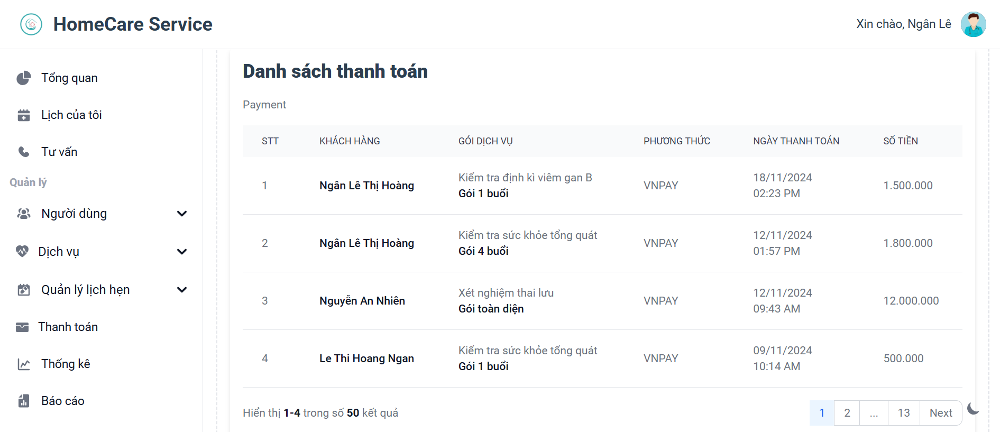 HomeCare Service
Xin chào, Ngân Lê
Tổng quan
Lịch của tôi
Tư vấn
Quản lý
Người dùng
Dịch vụ
Quản lý lịch hẹn
Thanh toán
Thống kê
Báo cáo
Danh sách thanh toán
Payment
STT KHÁCH HÀNG GÓI DỊCH VỤ PHƯƠNG THỨC NGÀY THANH TOÁN SỐ TIỀN
1 Ngân Lê Thị Hoàng Kiểm tra định kì viêm gan B VNPAY 18/11/2024 1.500.000
Gói 1 buổi 02:23 PM
2 Ngân Lê Thị Hoàng Kiểm tra sức khỏe tổng quát VNPAY 12/11/2024 1.800.000
Gói 4 buổi 01:57 PM
3 Nguyễn An Nhiên Xét nghiệm thai lưu VNPAY 12/11/2024 12.000.000
Gói toàn diện 09:43 AM
4 Le Thi Hoang Ngan Kiểm tra sức khỏe tổng quát VNPAY 09/11/2024 500.000
Gói 1 buổi 10:14 AM
Hiển thị 1-4 trong số 50 kết quả
1 2 ... 13 Next